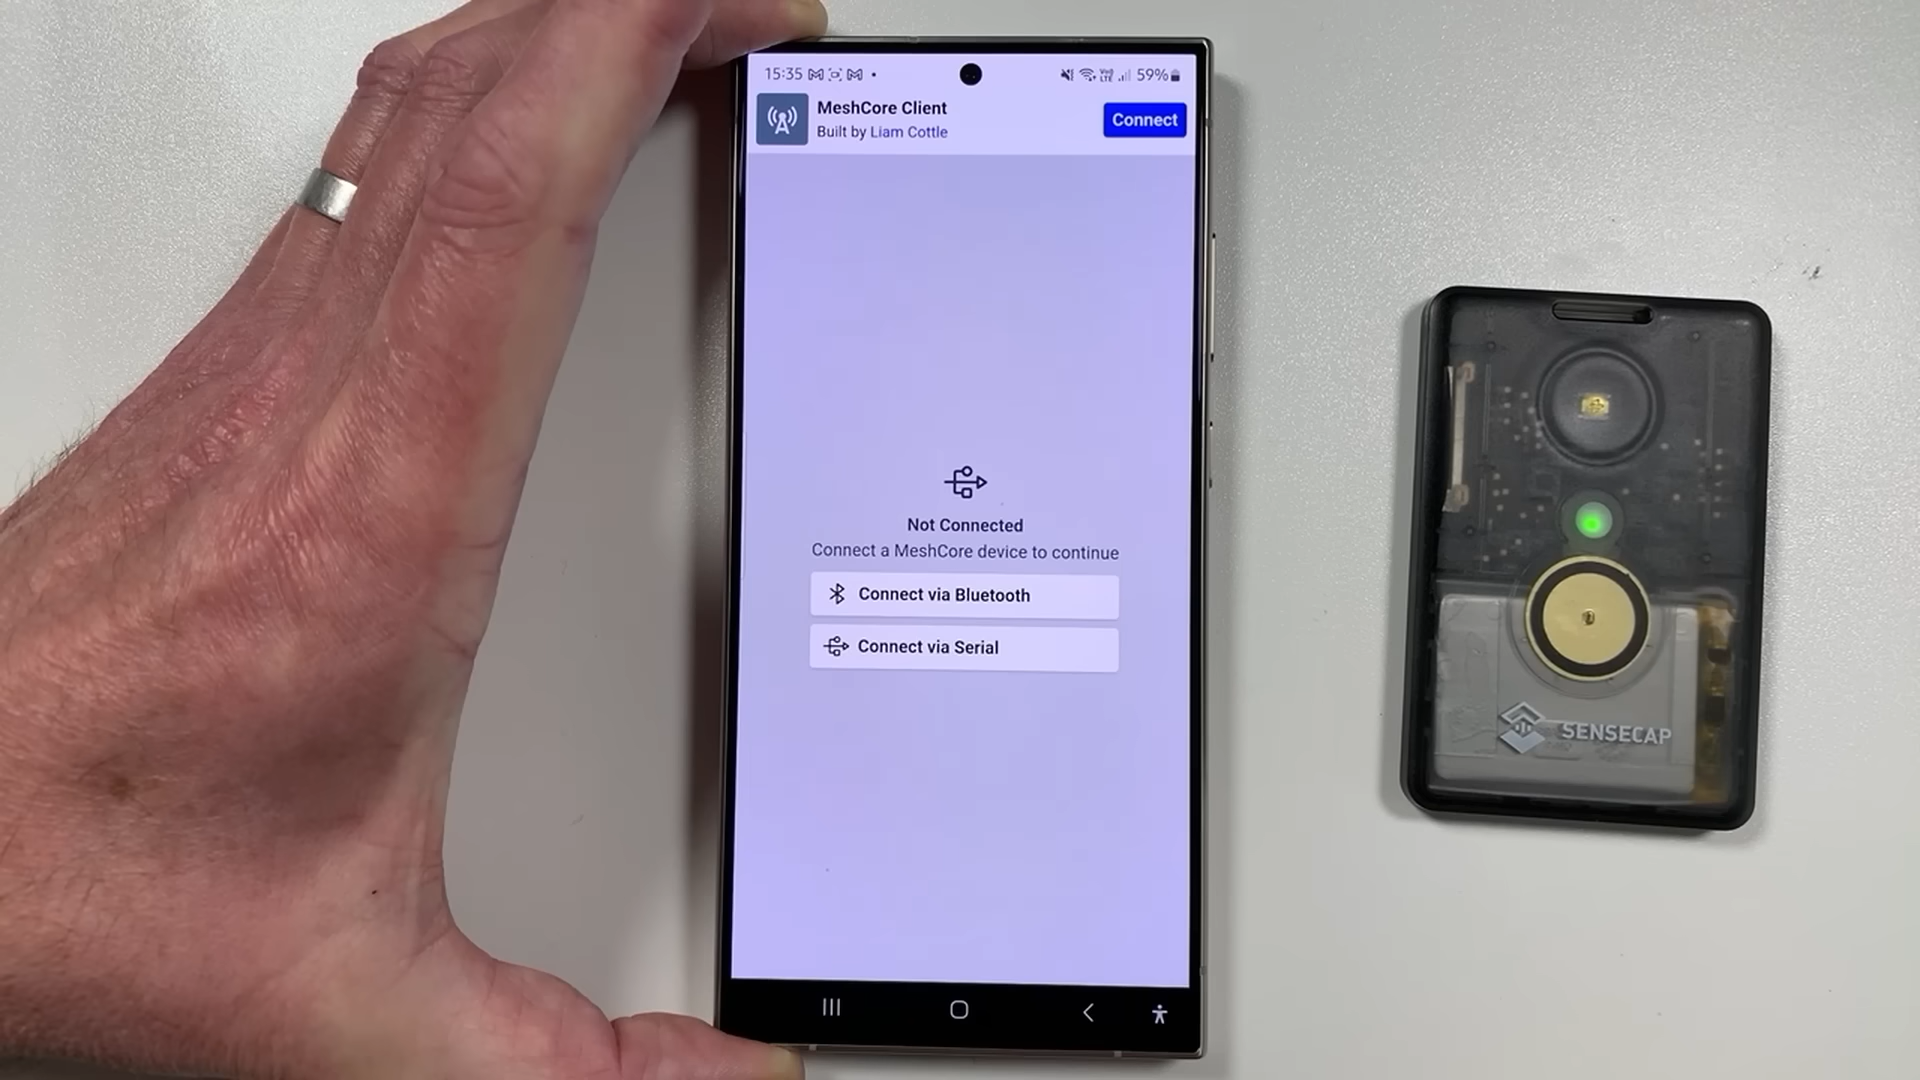 15:35
59%
MeshCore Client
Built by Liam Cottle
Connect
Not Connected
Connect a MeshCore device to continue
Connect via Bluetooth
Connect via Serial
SENSECAP